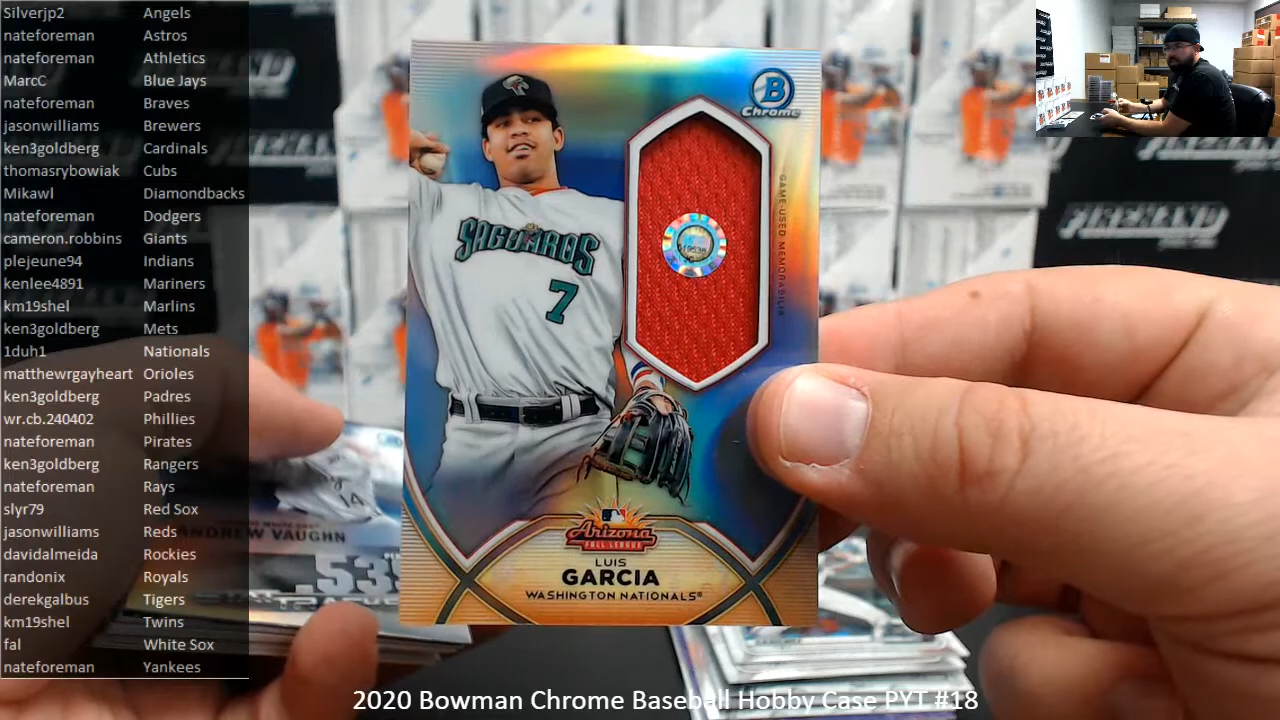 Silverjp2 Angels
nateforeman Astros
nateforeman Athletics
MarcC Blue Jays
nateforeman Braves
jasonwilliams Brewers
ken3goldberg Cardinals
thomasrybowiak Cubs
Mikawl Diamondbacks
nateforeman Dodgers
cameron.robbins Giants
plejeune94 Indians
kenlee4891 Mariners
km19shel Marlins
ken3goldberg Mets
1duh1 Nationals
matthewrgayheart Orioles
ken3goldberg Padres
wr.cb.240402 Phillies
nateforeman Pirates
ken3goldberg Rangers
nateforeman Rays
slyr79 Red Sox
jasonwilliams Reds
davidalmeida Rockies
randonix Royals
derekgalbus Tigers
km19shel Twins
fal White Sox
nateforeman Yankees
B
Chrome
GAME-USED MEMORABILIA
SAGUAROS
7
Arizona
FALL LEAGUE
LUIS
GARCIA
WASHINGTON NATIONALS®
14
ANDREW VAUGHN
.535
FIREHAND
2020 Bowman Chrome Baseball Hobby Case PYT #18